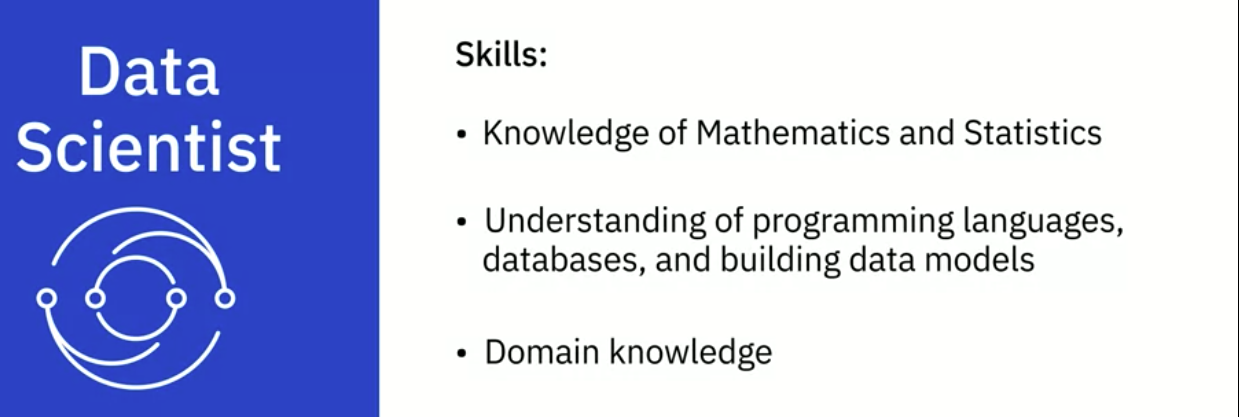 Data
Scientist
Skills:
• Knowledge of Mathematics and Statistics
• Understanding of programming languages,
databases, and building data models
• Domain knowledge